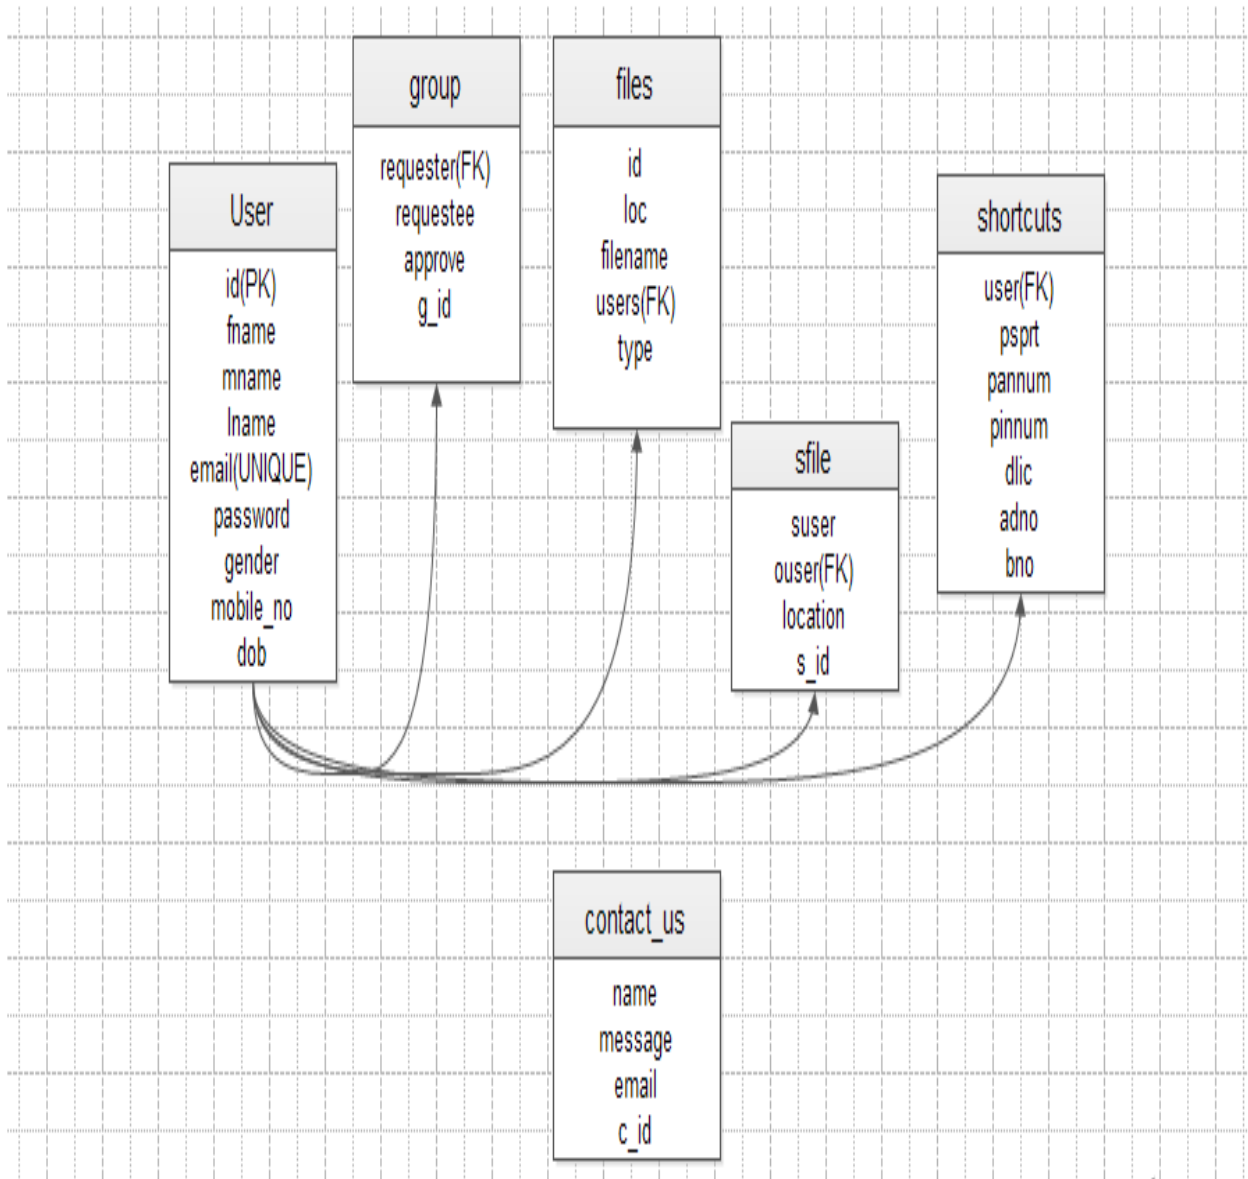 User
id(PK)
fname
mname
lname
email(UNIQUE)
password
gender
mobile_no
dob
group
requester(FK)
requestee
approve
g_id
files
id
loc
filename
users(FK)
type
sfile
suser
ouser(FK)
location
s_id
shortcuts
user(FK)
psprt
pannum
pinnum
dlic
adno
bno
contact_us
name
message
email
c_id